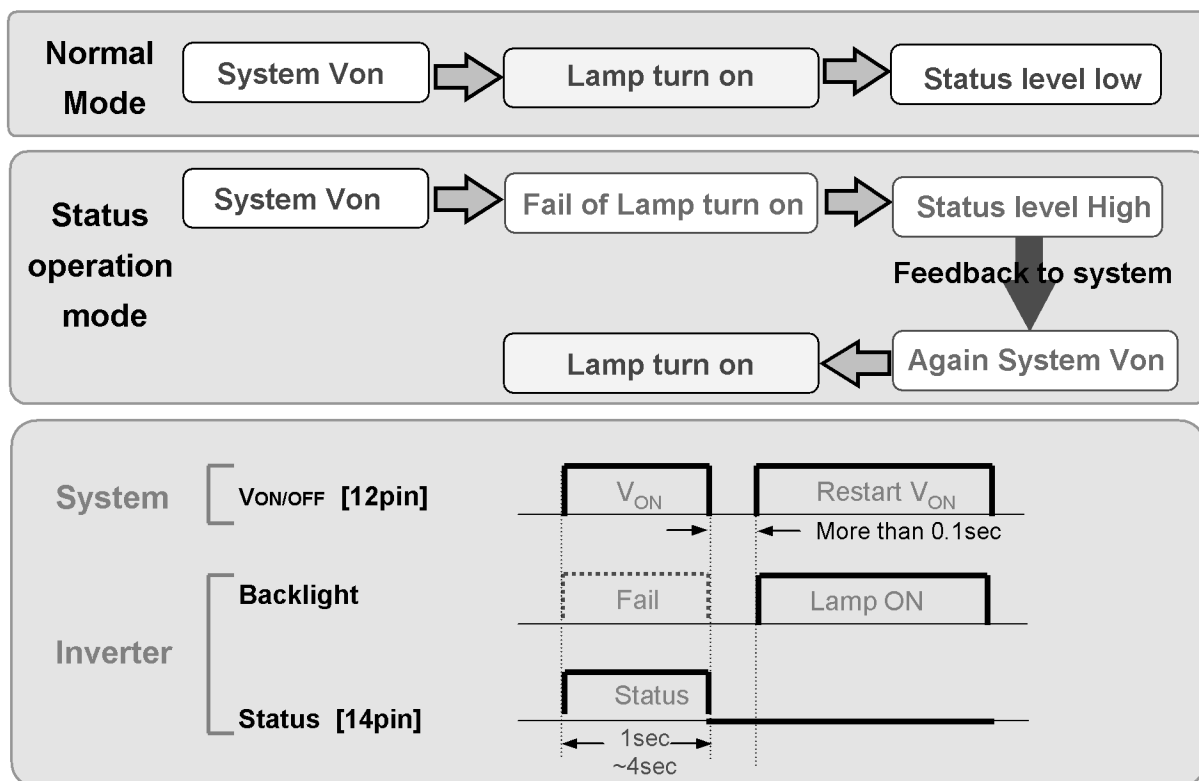 Normal
Mode
System Von
Lamp turn on
Status level low
Status
operation
mode
System Von
Fail of Lamp turn on
Status level High
Feedback to system
Lamp turn on
Again System Von
System
VON/OFF [12pin]
VON
Restart VON
More than 0.1sec
Inverter
Backlight
Fail
Lamp ON
Status [14pin]
Status
1sec
~4sec